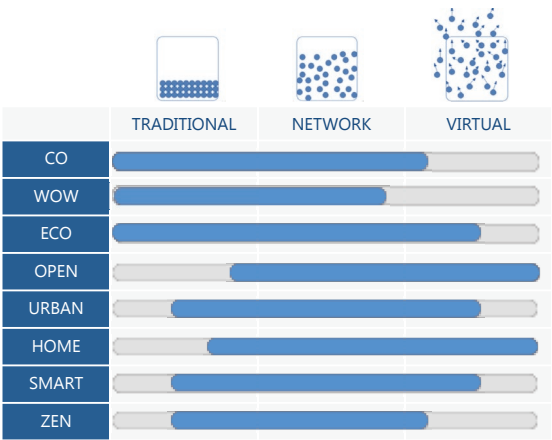 TRADITIONAL NETWORK VIRTUAL
CO
WOW
ECO
OPEN
URBAN
HOME
SMART
ZEN